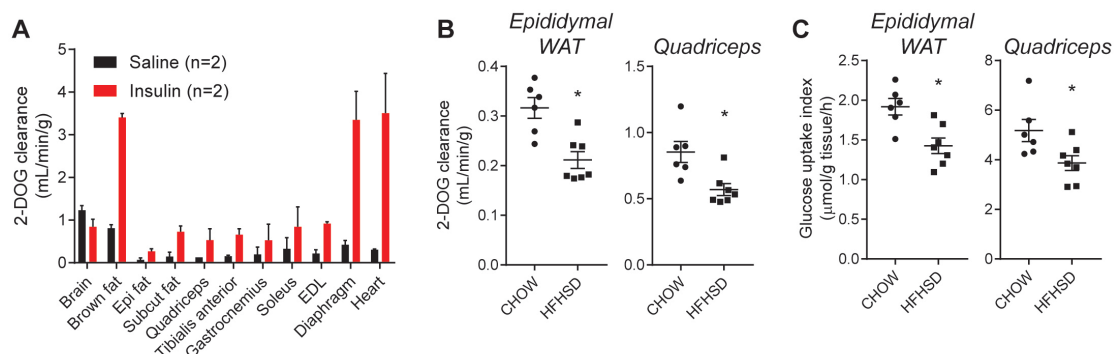 A
2-DOG clearance
(mL/min/g)
5
4
3
2
1
0
Saline (n=2)
Insulin (n=2)
Brain
Brown fat
Epi fat
Subcut fat
Quadriceps
Tibialis anterior
Gastrocnemius
Soleus
EDL
Diaphragm
Heart
B
Epididymal
WAT
2-DOG clearance
(mL/min/g)
0.4
0.3
0.2
0.1
0.0
*
CHOW
HFHSD
Quadriceps
1.5
1.0
0.5
0.0
*
CHOW
HFHSD
C
Epididymal
WAT
Glucose uptake index
(μmol/g tissue/h)
2.5
2.0
1.5
1.0
0.5
0.0
*
CHOW
HFHSD
Quadriceps
8
6
4
2
0
*
CHOW
HFHSD